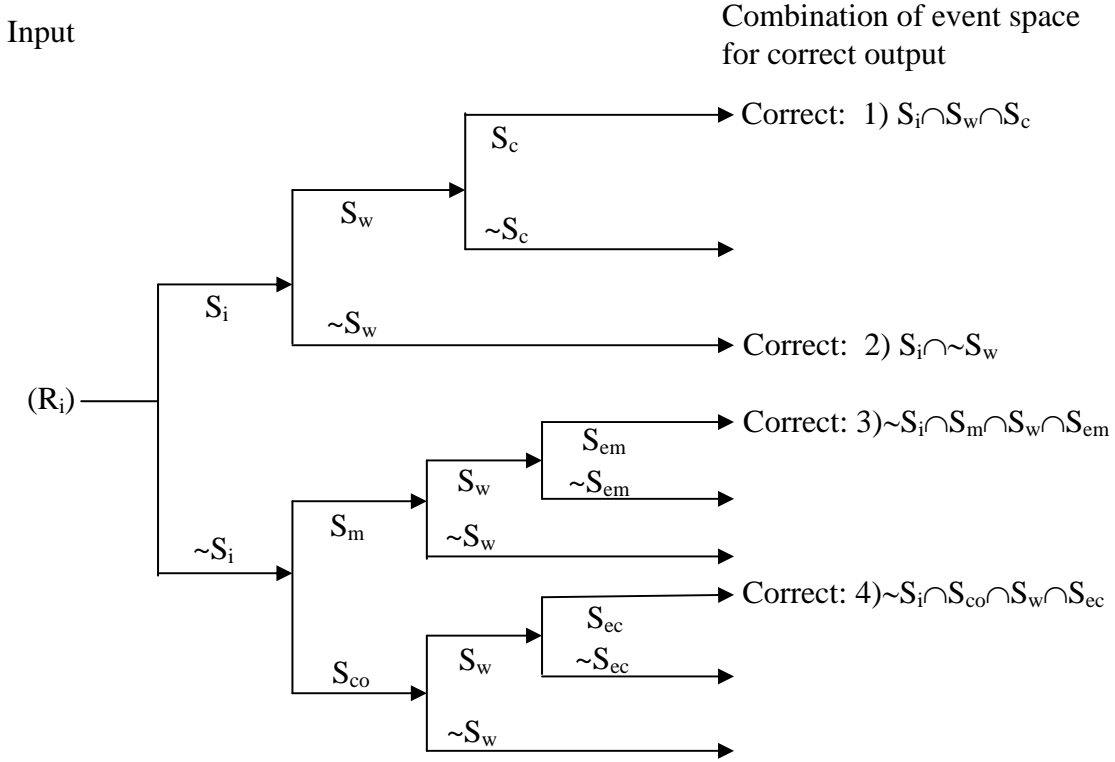 Input
Combination of event space
for correct output
Correct: 1) Sᵢ∩S_w∩S_c
S_c
S_w
~S_c
Sᵢ
~S_w
Correct: 2) Sᵢ∩~S_w
(Rᵢ)
Correct: 3)~Sᵢ∩S_m∩S_w∩S_em
S_em
S_w
~S_em
S_m
~S_w
~Sᵢ
Correct: 4)~Sᵢ∩S_co∩S_w∩S_ec
S_ec
S_w
~S_ec
S_co
~S_w